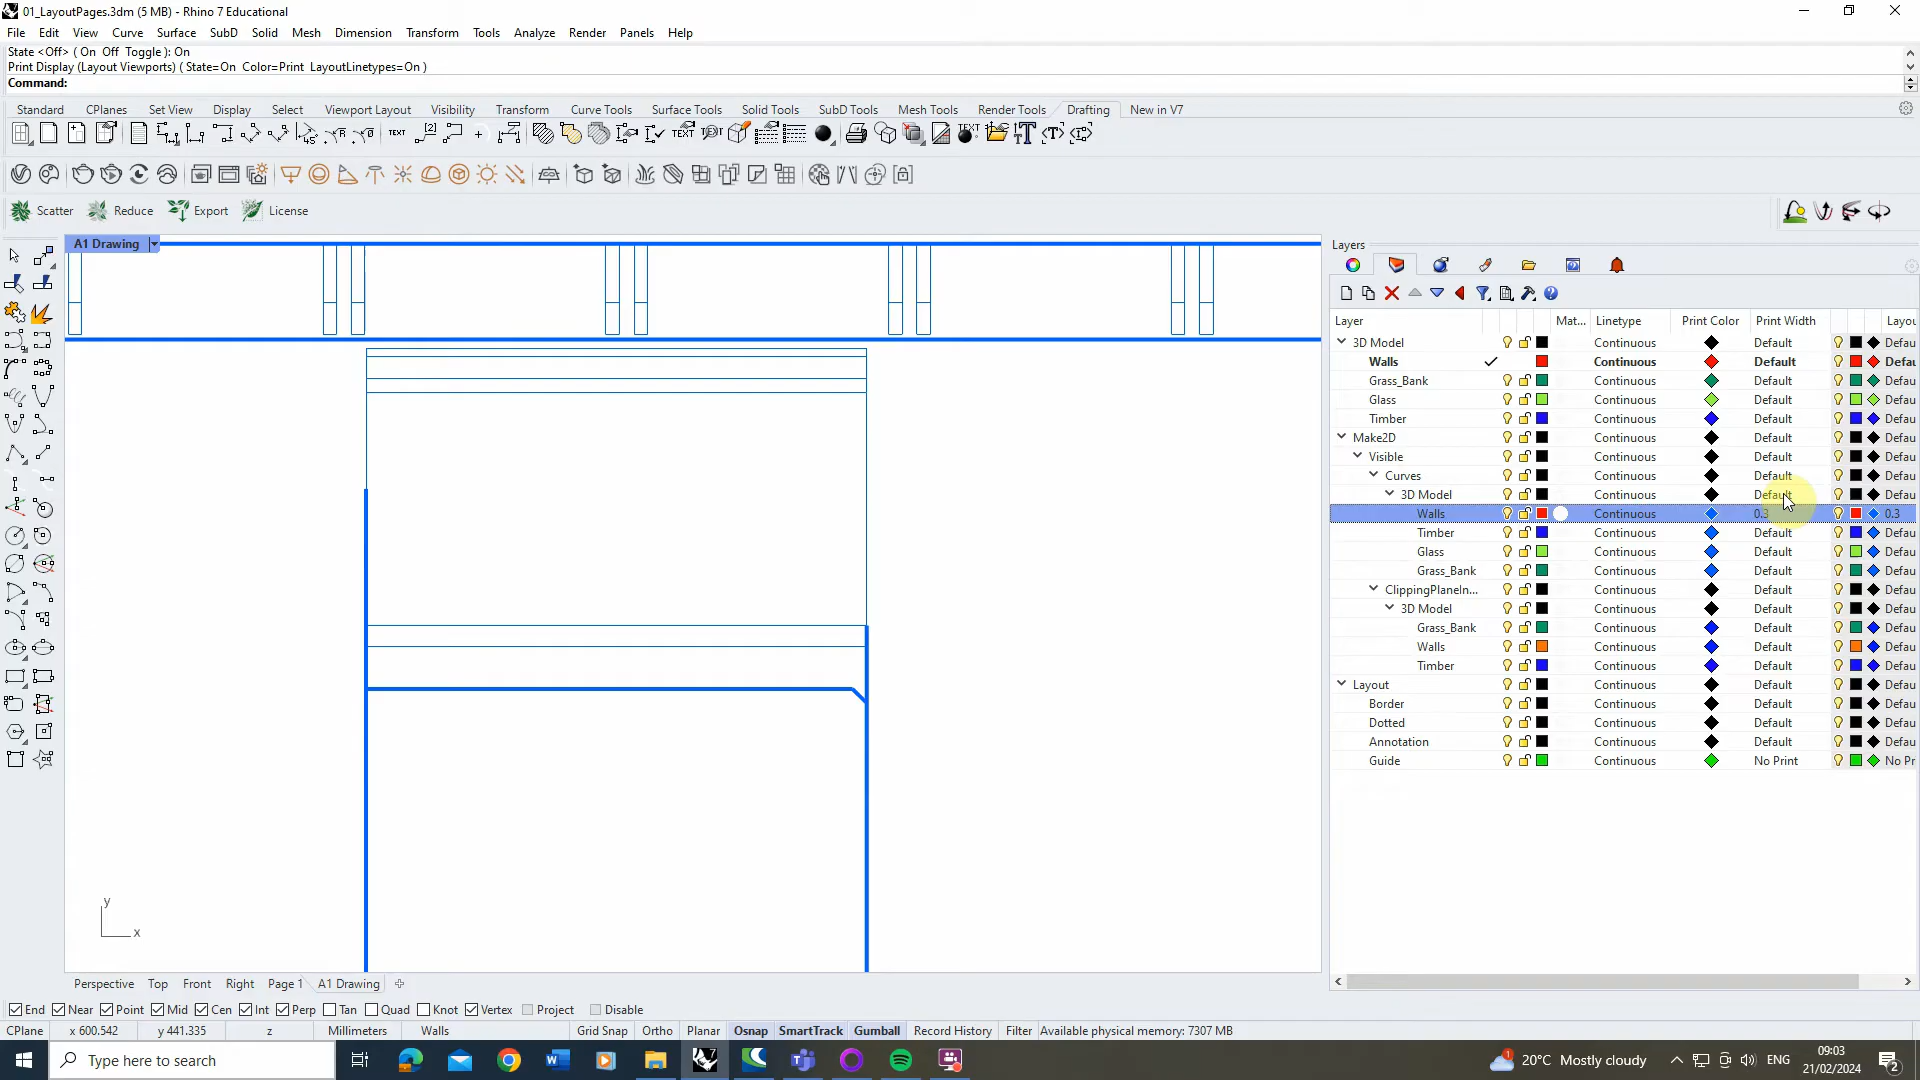 01_LayoutPages.3dm (5 MB) - Rhino 7 Educational
File Edit View Curve Surface SubD Solid Mesh Dimension Transform Tools Analyze Render Panels Help
State <Off> ( On Off Toggle ): On
Print Display (Layout Viewports) ( State=On Color=Print LayoutLinetypes=On )
Command:
Standard CPlanes Set View Display Select Viewport Layout Visibility Transform Curve Tools Surface Tools Solid Tools SubD Tools Mesh Tools Render Tools Drafting New in V7
Scatter Reduce Export License
A1 Drawing
Layers
Layer Mat... Linetype Print Color Print Width Layou
3D Model Continuous Default Defau
Walls Continuous Default Defau
Grass_Bank Continuous Default Defau
Glass Continuous Default Defau
Timber Continuous Default Defau
Make2D Continuous Default Defau
Visible Continuous Default Defau
Curves Continuous Default Defau
3D Model Continuous Default Defau
Walls Continuous 0.3 0.3
Timber Continuous Default Defau
Glass Continuous Default Defau
Grass_Bank Continuous Default Defau
ClippingPlaneIn... Continuous Default Defau
3D Model Continuous Default Defau
Grass_Bank Continuous Default Defau
Walls Continuous Default Defau
Timber Continuous Default Defau
Layout Continuous Default Defau
Border Continuous Default Defau
Dotted Continuous Default Defau
Annotation Continuous Default Defau
Guide Continuous No Print No Pr
y
x
Perspective Top Front Right Page 1 A1 Drawing
End Near Point Mid Cen Int Perp Tan Quad Knot Vertex Project Disable
CPlane x 600.542 y 441.335 z Millimeters Walls Grid Snap Ortho Planar Osnap SmartTrack Gumball Record History Filter Available physical memory: 7307 MB
Type here to search 20°C Mostly cloudy ENG 09:03
21/02/2024